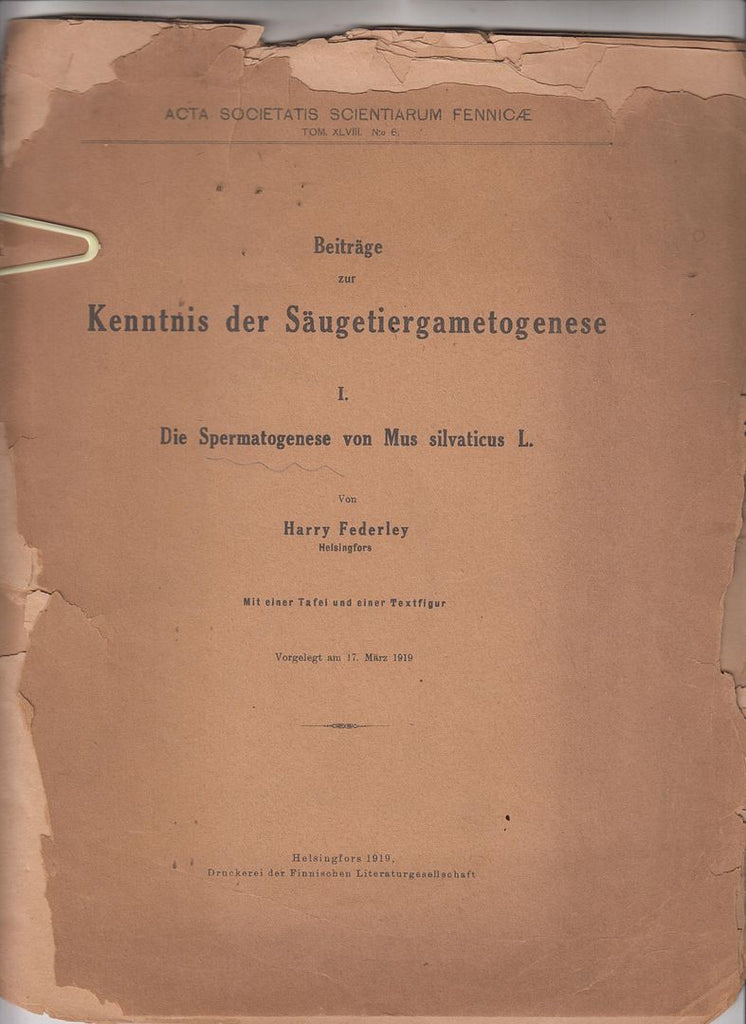 ACTA SOCIETATIS SCIENTIARUM FENNICÆ
TOM. XLVIII. N:o 6.
Beiträge
zur
Kenntnis der Säugetiergametogenese
I.
Die Spermatogenese von Mus silvaticus L.
Von
Harry Federley
Helsingfors
Mit einer Tafel und einer Textfigur
Vorgelegt am 17. März 1919
Helsingfors 1919,
Druckerei der Finnischen Literaturgesellschaft